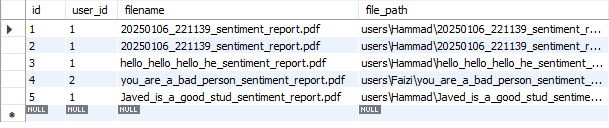 id user_id filename file_path
1 1 20250106_221139_sentiment_report.pdf users\Hammad\20250106_221139_sentiment_r...
2 1 20250106_221139_sentiment_report.pdf users\Hammad\20250106_221139_sentiment_r...
3 1 hello_hello_hello_he_sentiment_report.pdf users\Hammad\hello_hello_hello_he_sentiment_...
4 2 you_are_a_bad_person_sentiment_report.pdf users\Faizi\you_are_a_bad_person_sentiment_...
5 1 Javed_is_a_good_stud_sentiment_report.pdf users\Hammad\Javed_is_a_good_stud_sentime...
NULL NULL NULL NULL